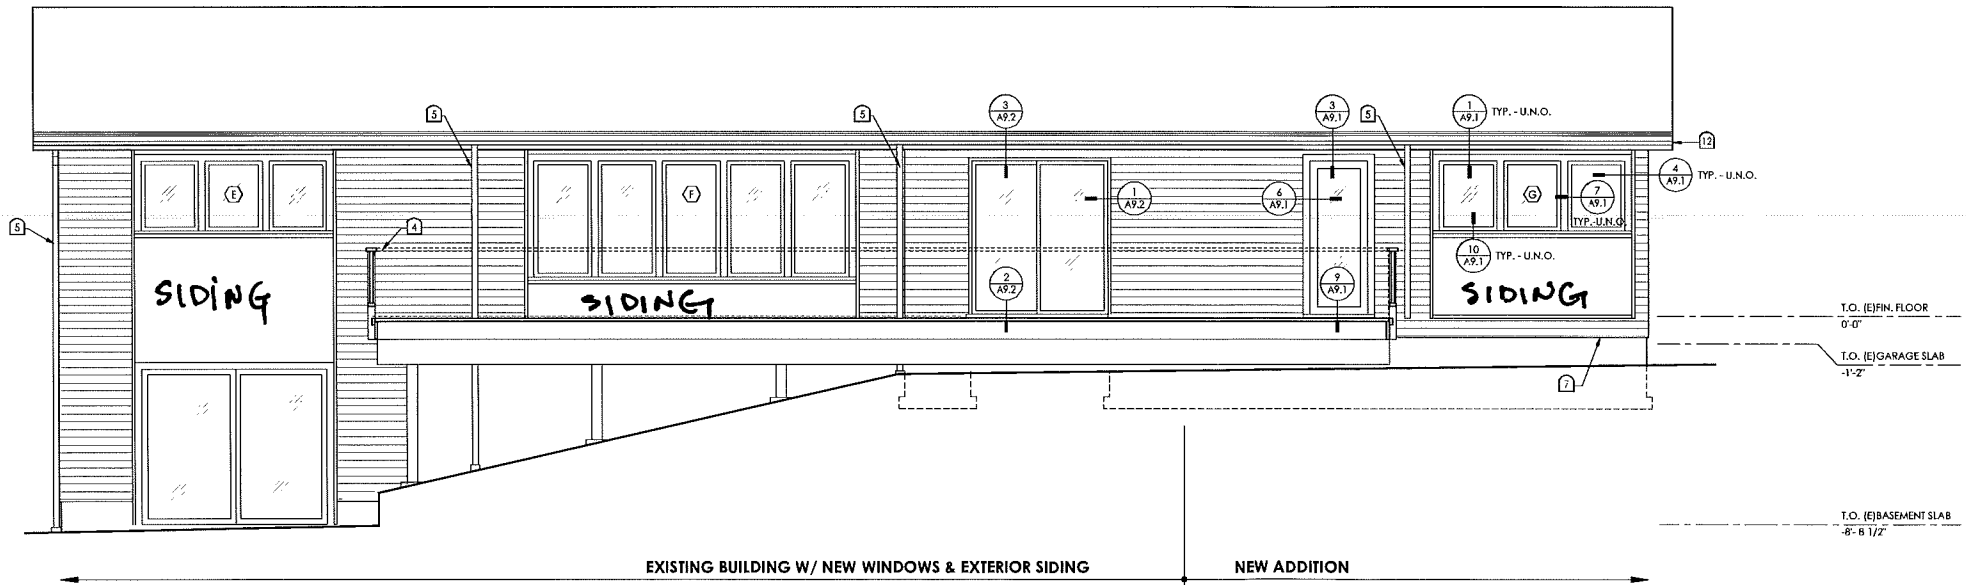 3
A9.2
3
A9.1
1
A9.1
TYP. - U.N.O.
5
5
5
12
E
F
G
1
A9.2
6
A9.1
7
A9.1
TYP.-U.N.O.
4
A9.1
TYP. - U.N.O.
5
4
10
A9.1
TYP. - U.N.O.
2
A9.2
9
A9.1
SIDING
SIDING
SIDING
T.O. (E)FIN. FLOOR
0'-0"
T.O. (E)GARAGE SLAB
-1'-2"
7
T.O. (E)BASEMENT SLAB
-8'- 8 1/2"
EXISTING BUILDING W/ NEW WINDOWS & EXTERIOR SIDING
NEW ADDITION